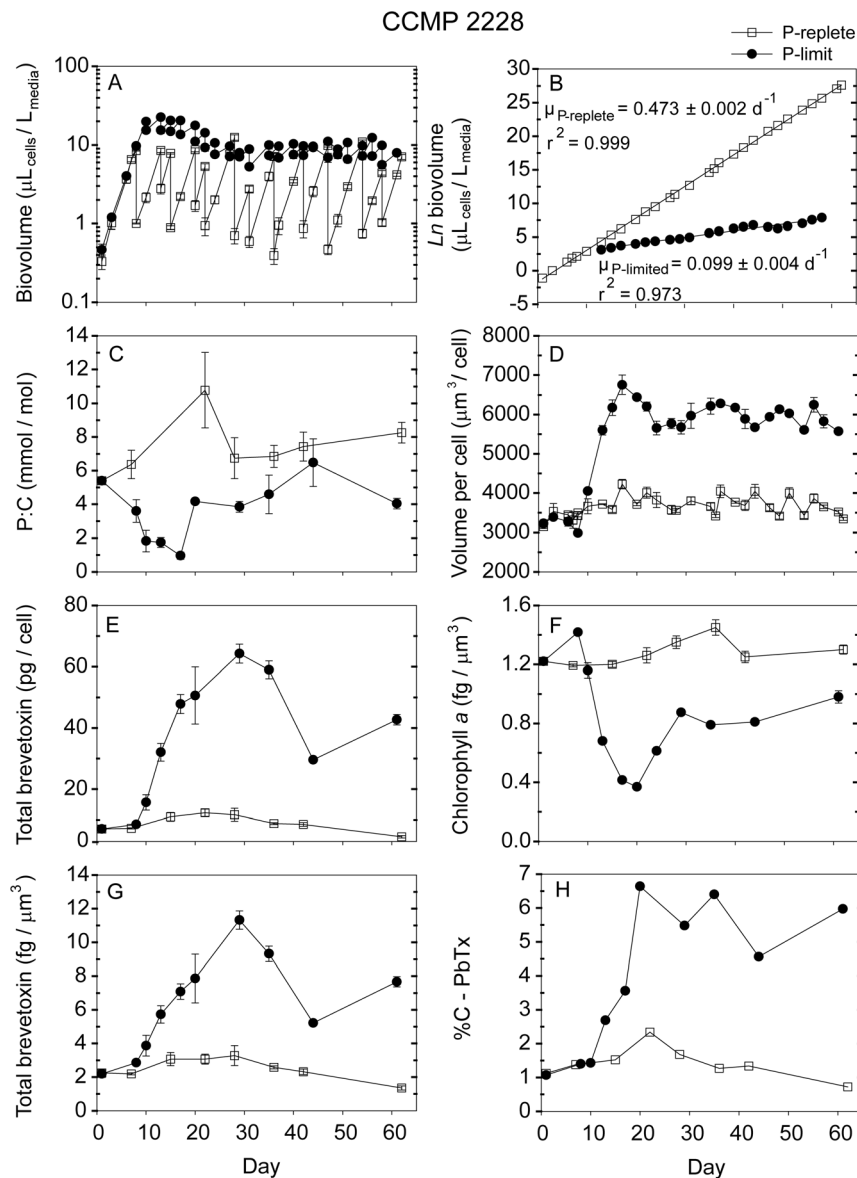 CCMP 2228
P-replete
P-limit
A
100
10
1
0.1
Biovolume (μL cells / L media)
B
30
25
20
15
10
5
0
-5
Ln biovolume
(μL cells / L media)
μ P-replete = 0.473 ± 0.002 d⁻¹
r² = 0.999
μ P-limited = 0.099 ± 0.004 d⁻¹
r² = 0.973
C
14
12
10
8
6
4
2
0
P:C (mmol / mol)
D
8000
7000
6000
5000
4000
3000
2000
Volume per cell (μm³/ cell)
E
80
60
40
20
0
Total brevetoxin (pg / cell)
F
1.6
1.2
0.8
0.4
0.0
Chlorophyll a (fg / μm³)
G
14
12
10
8
6
4
2
0
Total brevetoxin (fg / μm³)
0 10 20 30 40 50 60
Day
H
7
6
5
4
3
2
1
0
%C - PbTx
0 10 20 30 40 50 60
Day